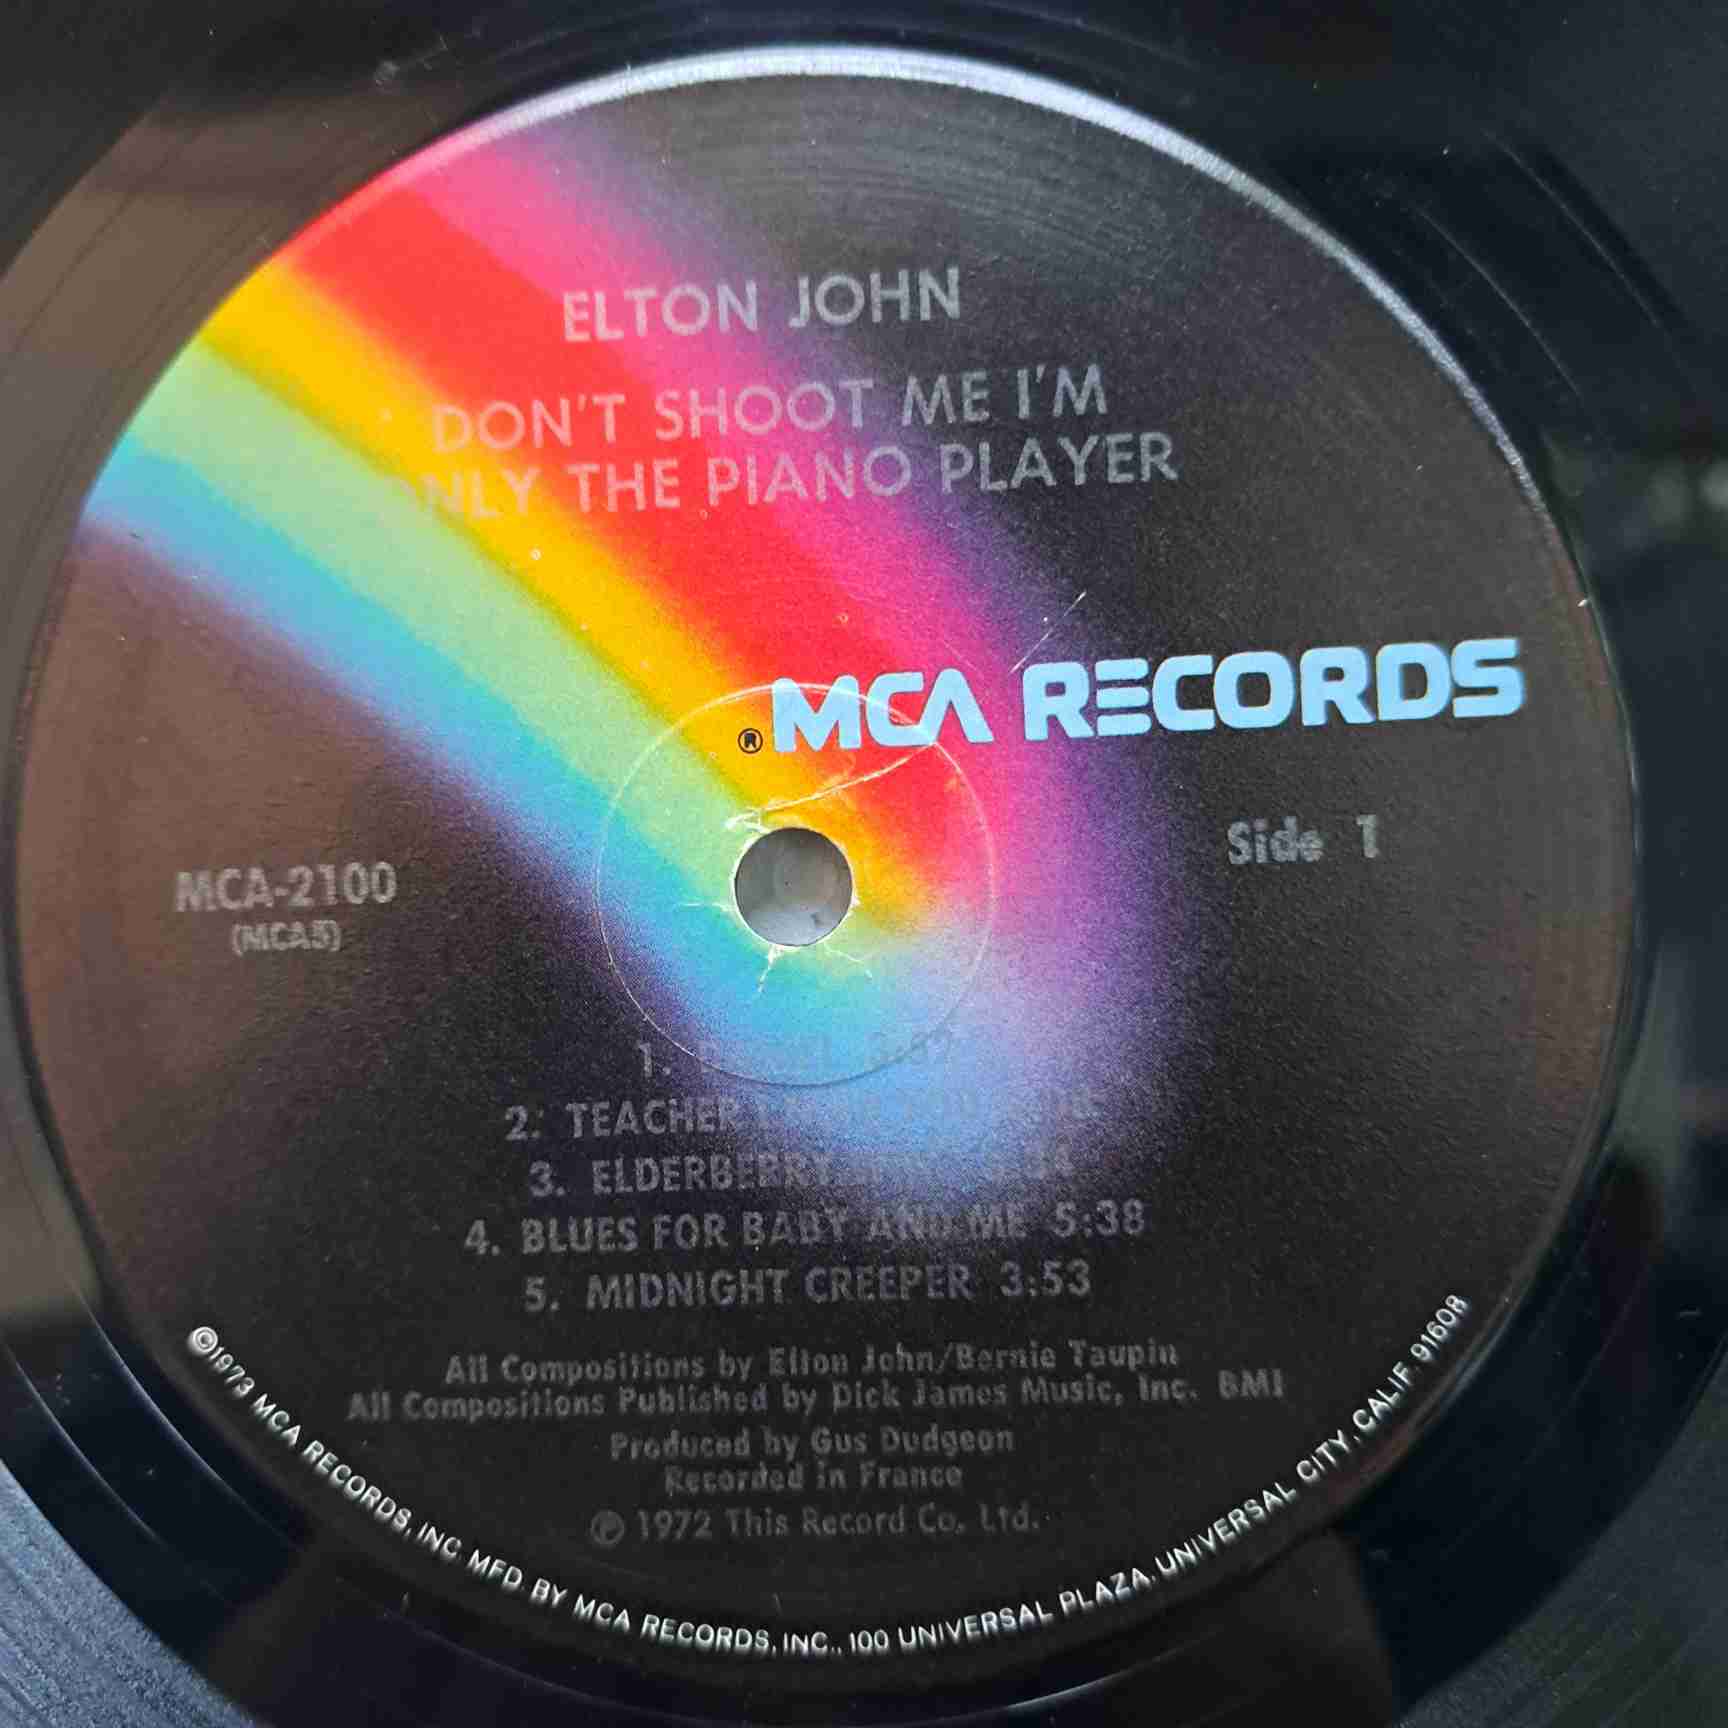 ELTON JOHN
DON'T SHOOT ME I'M
NLY THE PIANO PLAYER
® MCA RECORDS
Side 1
MCA-2100
(MCA3)
1. 3:57
2. TEACHER
3. ELDERBERRY
4. BLUES FOR BABY AND ME 5:38
5. MIDNIGHT CREEPER 3:53
All Compositions by Elton John/Bernie Taupin
All Compositions Published by Dick James Music, Inc. BMI
Produced by Gus Dudgeon
Recorded in France
℗ 1972 This Record Co. Ltd.
©1973 MCA RECORDS, INC MFD. BY MCA RECORDS, INC., 100 UNIVERSAL PLAZA, UNIVERSAL CITY, CALIF. 91608